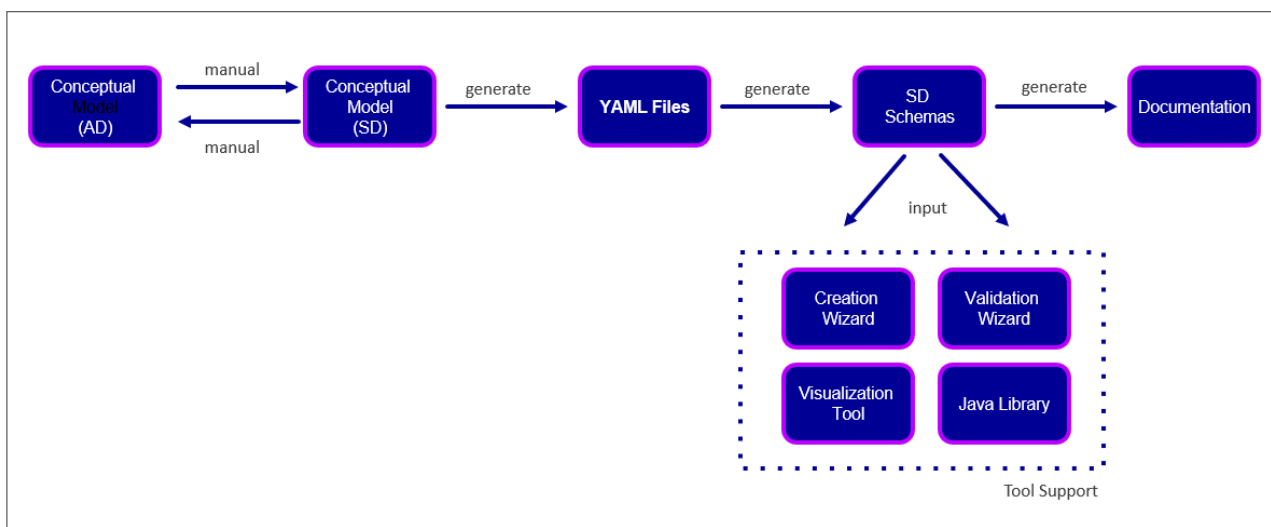 manual
Conceptual
Model
(AD)
manual
Conceptual
Model
(SD)
generate
YAML Files
generate
SD
Schemas
generate
Documentation
input
Creation
Wizard
Validation
Wizard
Visualization
Tool
Java Library
Tool Support